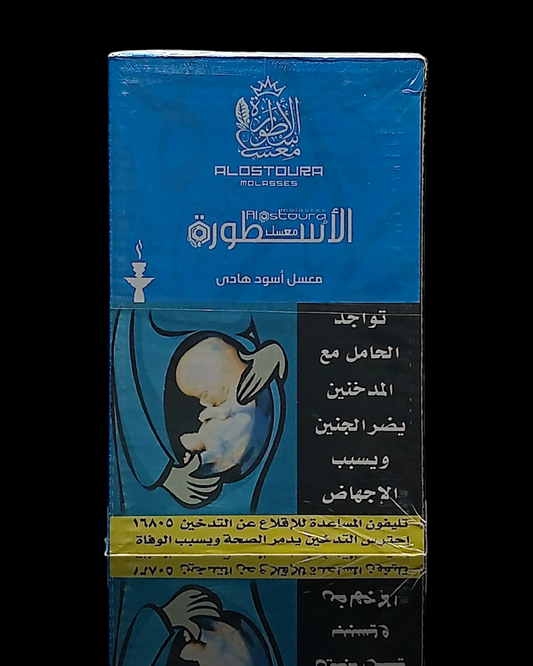 معسل الأسطورة
ALOSTOURA
MOLASSES
molasses
Alostoura
معسل الأسطورة
معسل أسود هادى
تواجد
الحامل مع
المدخنين
يضر الجنين
ويسبب
الإجهاض
تليفون المساعدة للإقلاع عن التدخين ١٦٨٠٥
إحترس التدخين يدمر الصحة ويسبب الوفاة